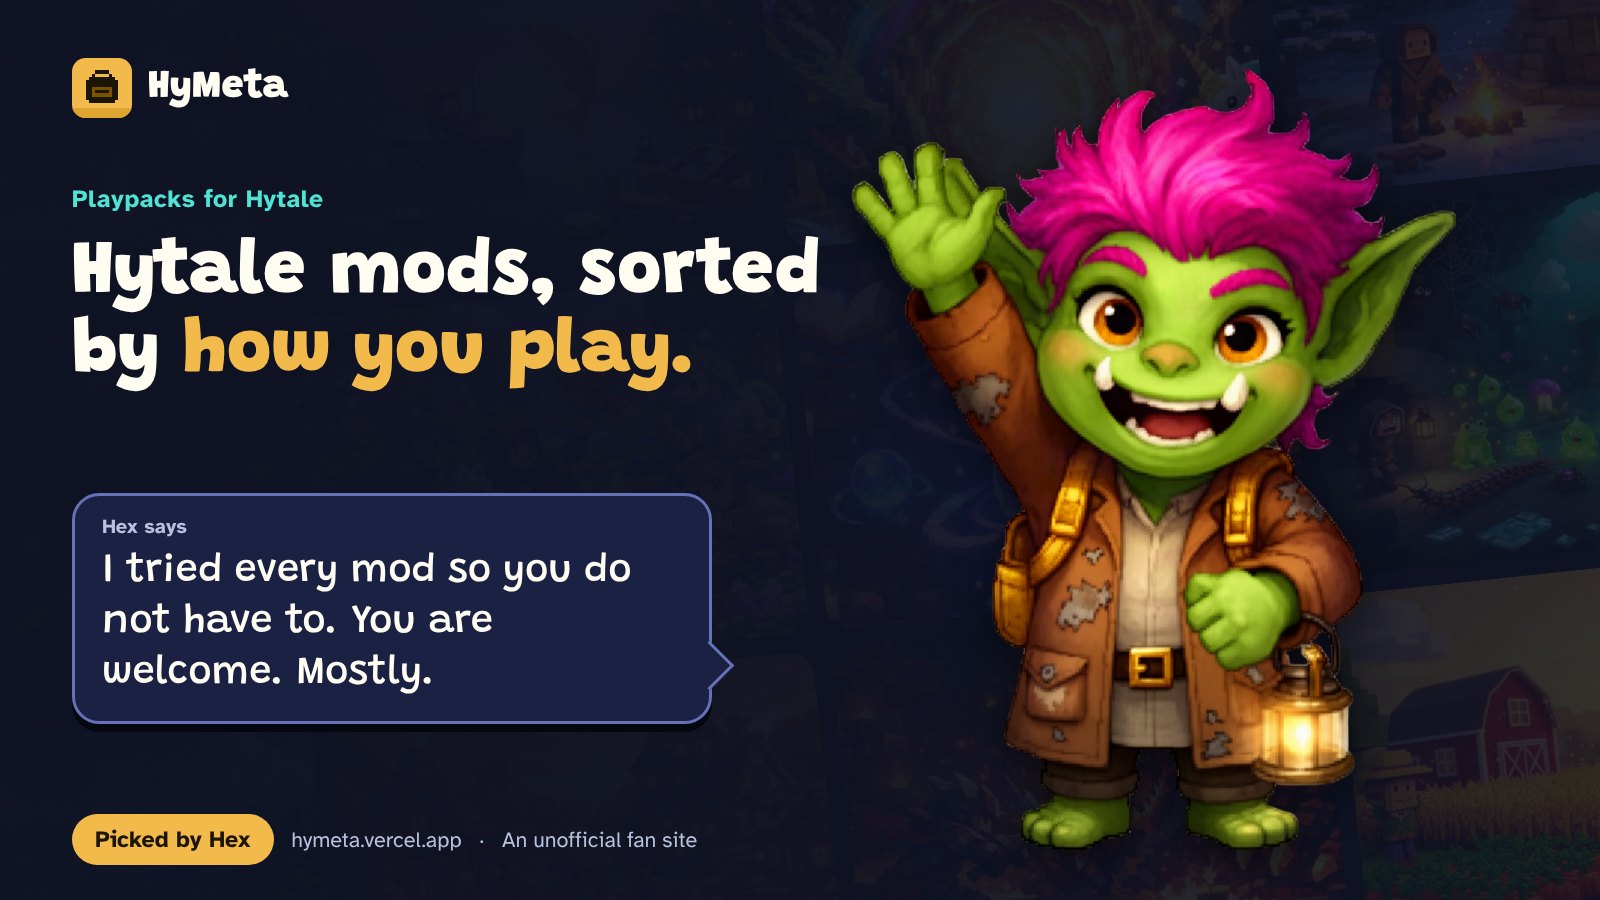 HyMeta
Playpacks for Hytale
Hytale mods, sorted
by how you play.
Hex says
I tried every mod so you do
not have to. You are
welcome. Mostly.
Picked by Hex
hymeta.vercel.app · An unofficial fan site